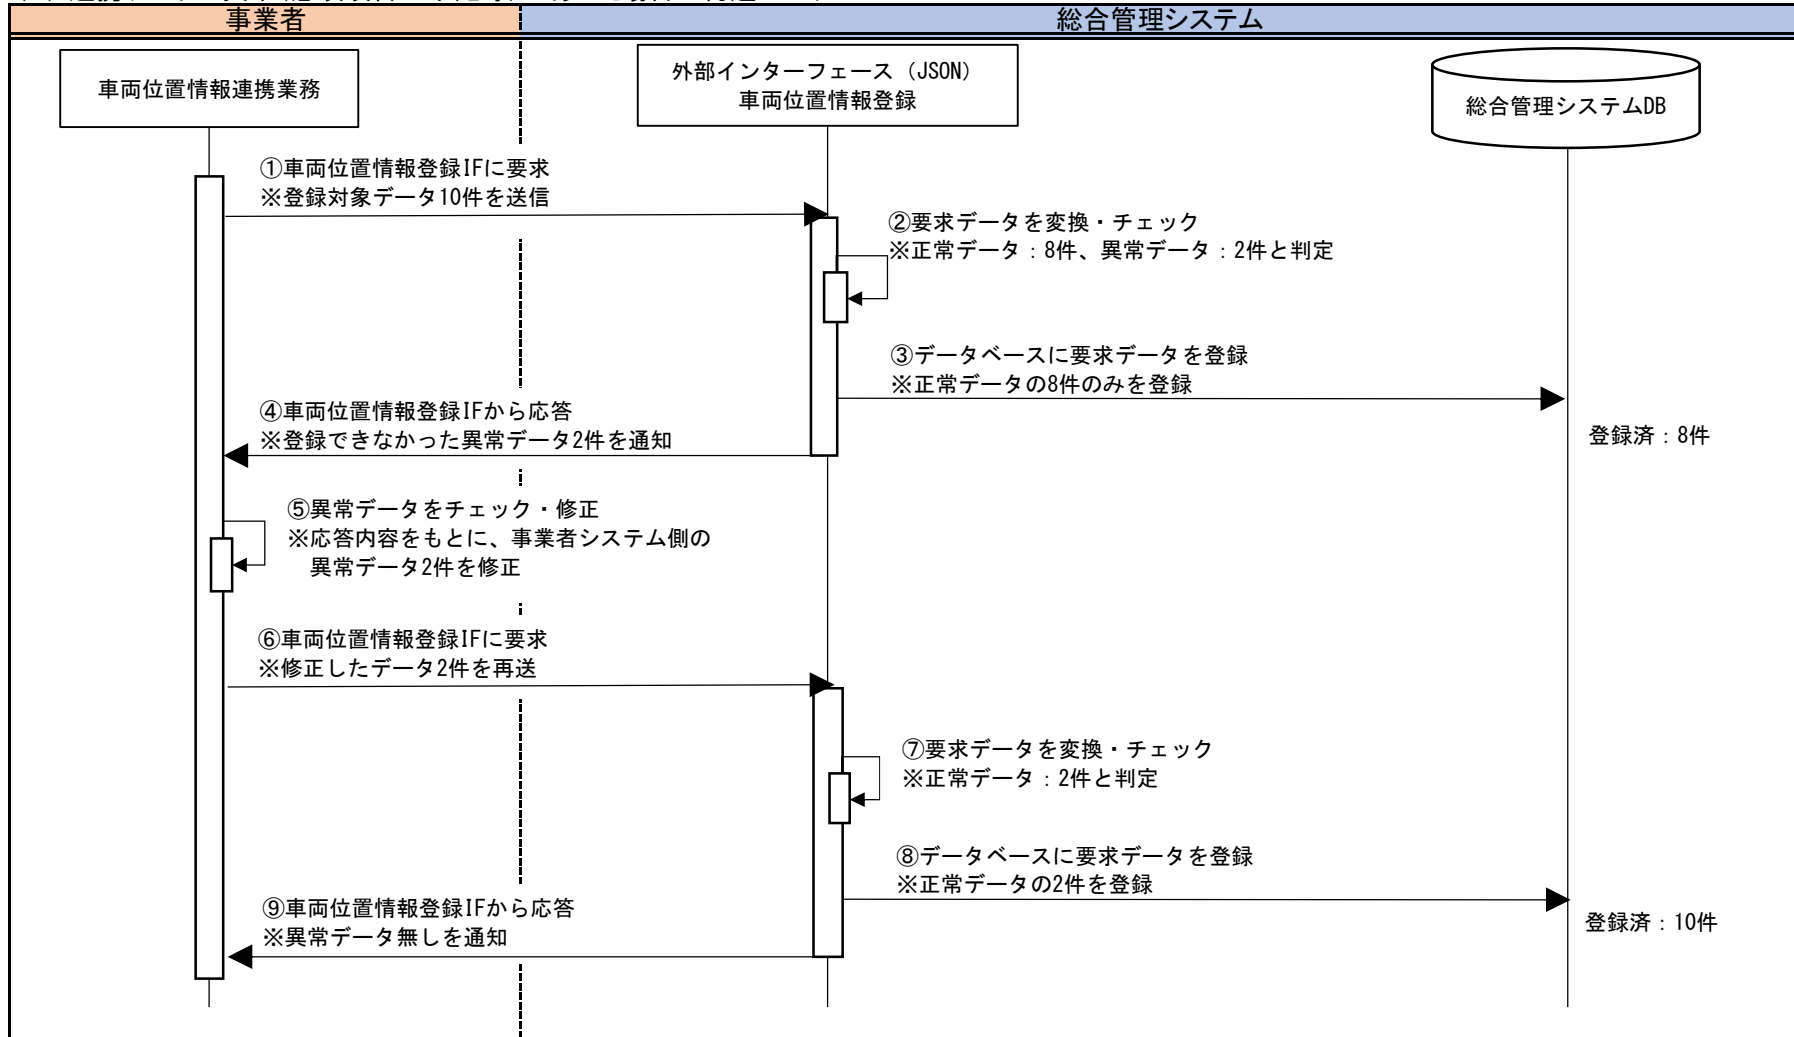 事業者
総合管理システム
車両位置情報連携業務
外部インターフェース（JSON）
車両位置情報登録
総合管理システムDB
①車両位置情報登録IFに要求
※登録対象データ10件を送信
②要求データを変換・チェック
※正常データ：8件、異常データ：2件と判定
③データベースに要求データを登録
※正常データの8件のみを登録
登録済：8件
④車両位置情報登録IFから応答
※登録できなかった異常データ2件を通知
⑤異常データをチェック・修正
※応答内容をもとに、事業者システム側の
異常データ2件を修正
⑥車両位置情報登録IFに要求
※修正したデータ2件を再送
⑦要求データを変換・チェック
※正常データ：2件と判定
⑧データベースに要求データを登録
※正常データの2件を登録
登録済：10件
⑨車両位置情報登録IFから応答
※異常データ無しを通知